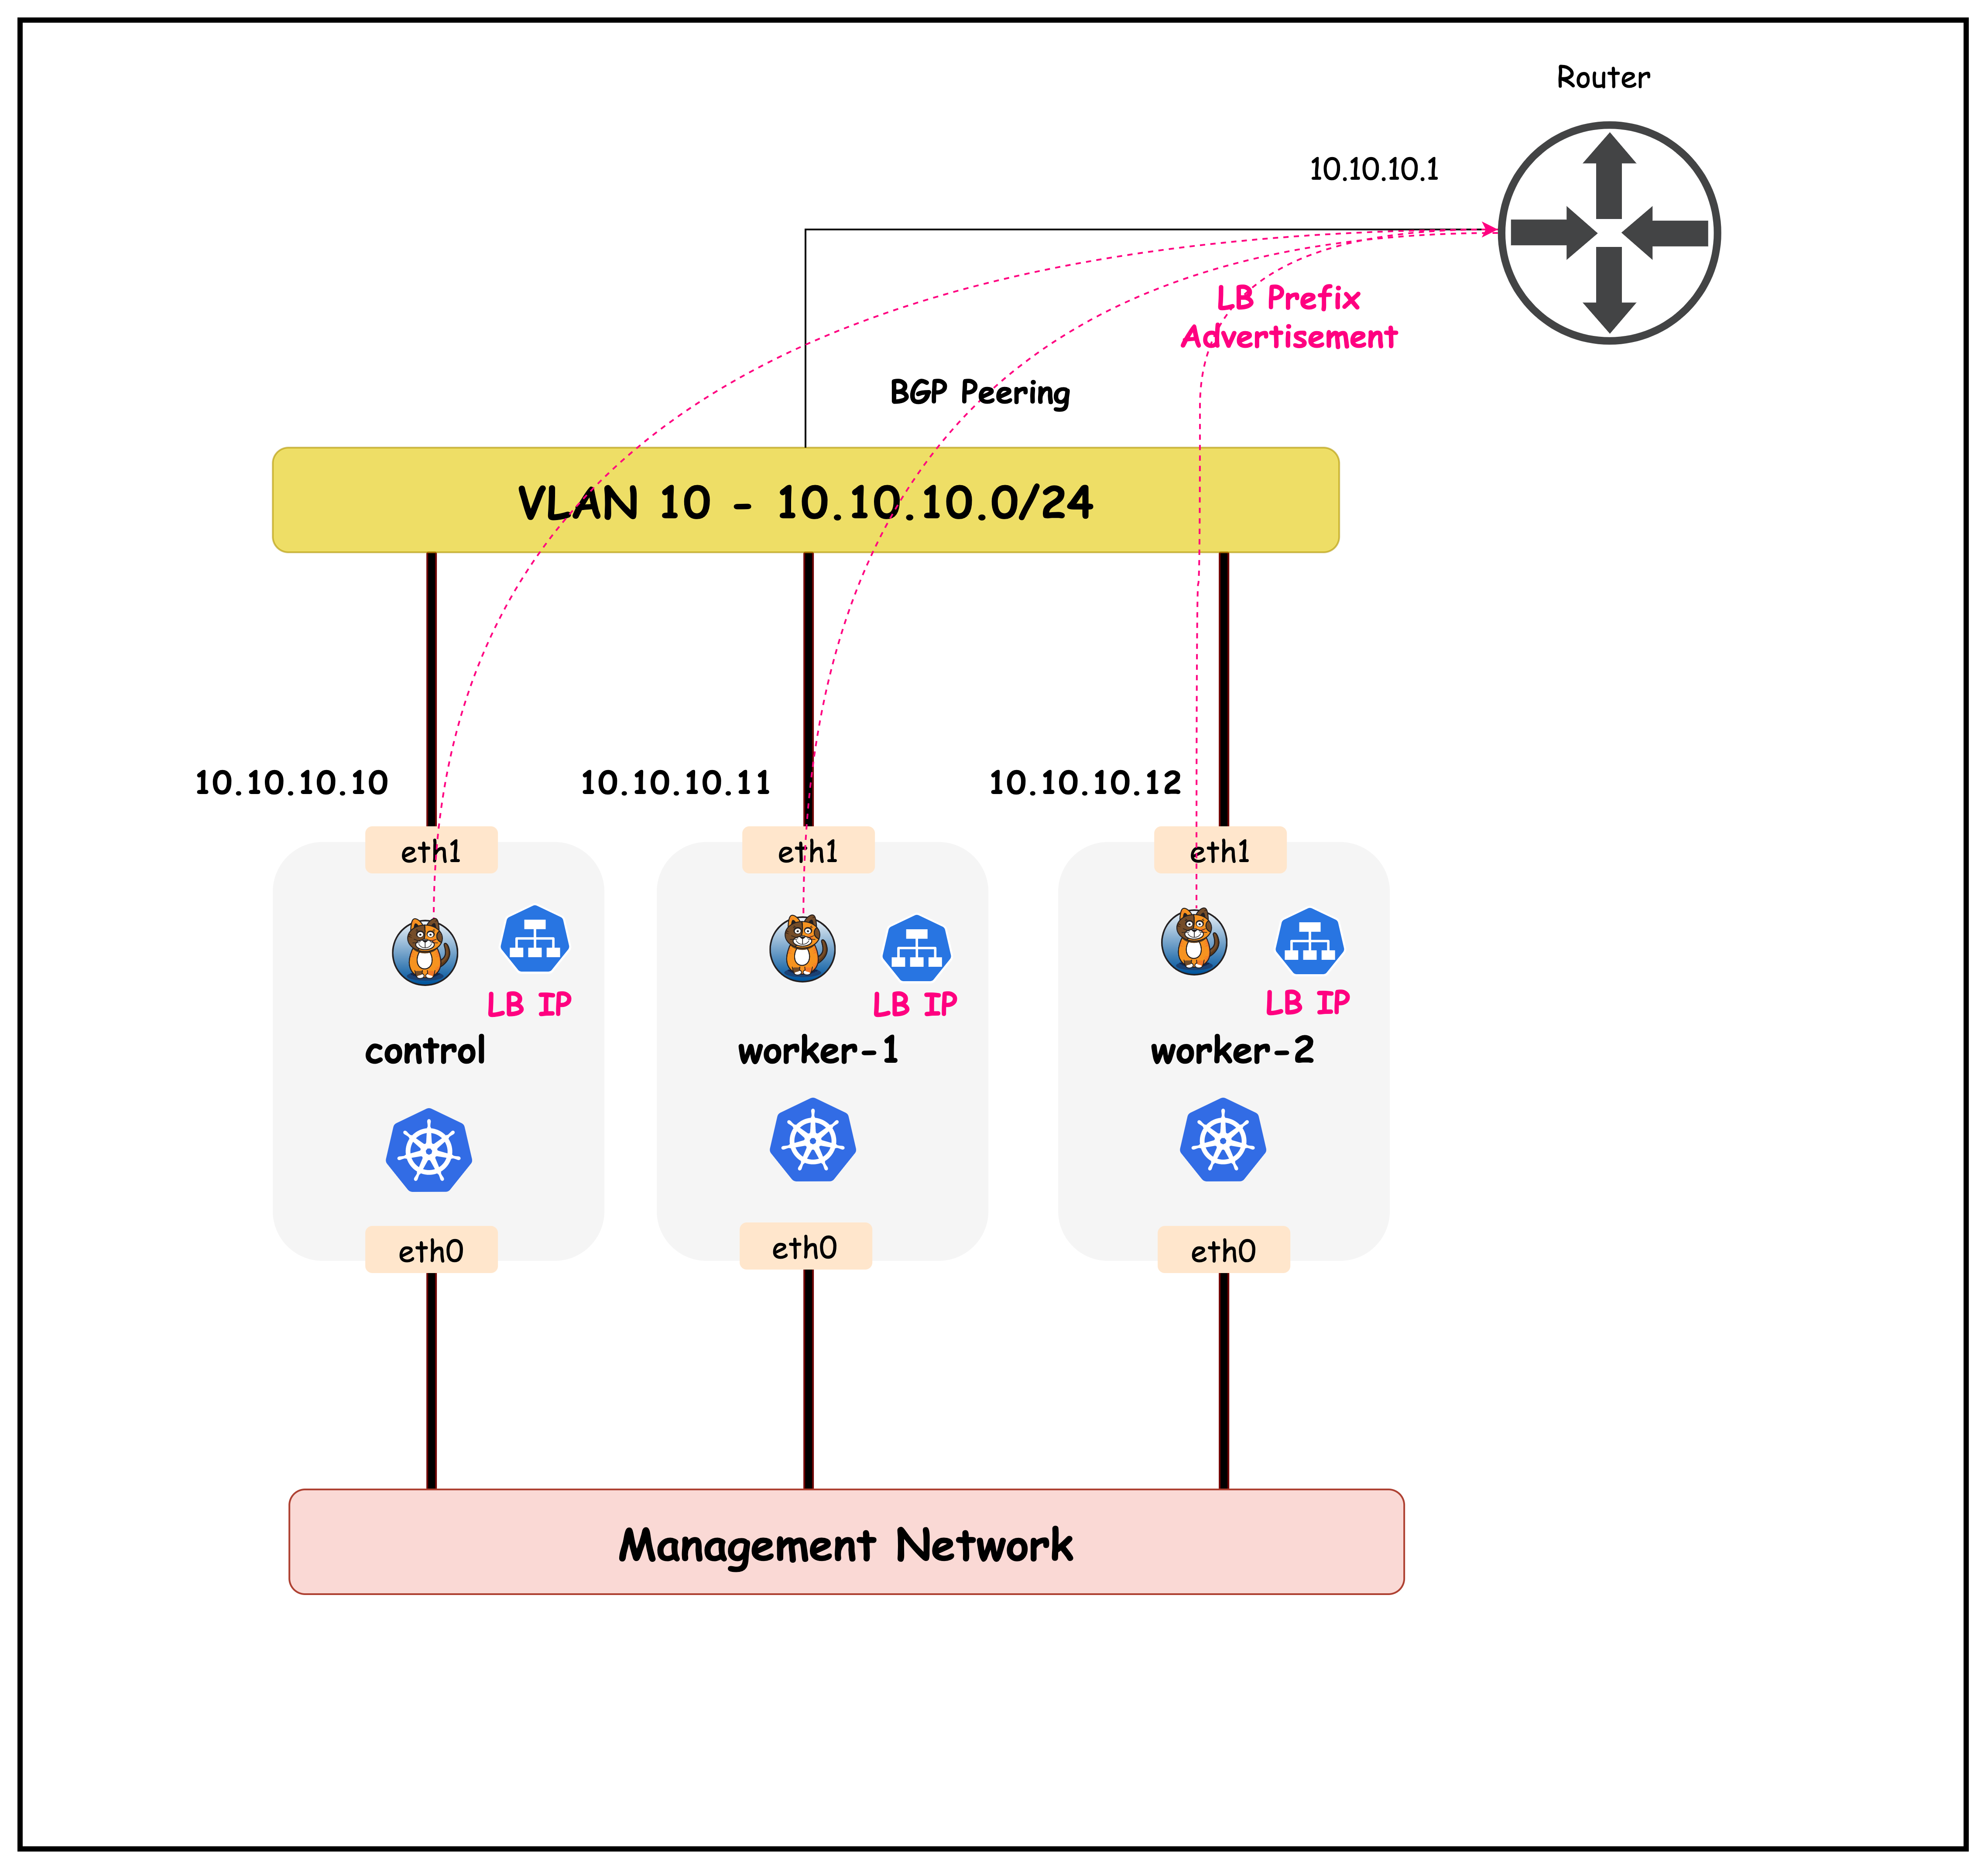 Router
10.10.10.1
LB Prefix
Advertisement
BGP Peering
VLAN 10 - 10.10.10.0/24
10.10.10.10
10.10.10.11
10.10.10.12
eth1
eth1
eth1
LB IP
LB IP
LB IP
control
worker-1
worker-2
eth0
eth0
eth0
Management Network